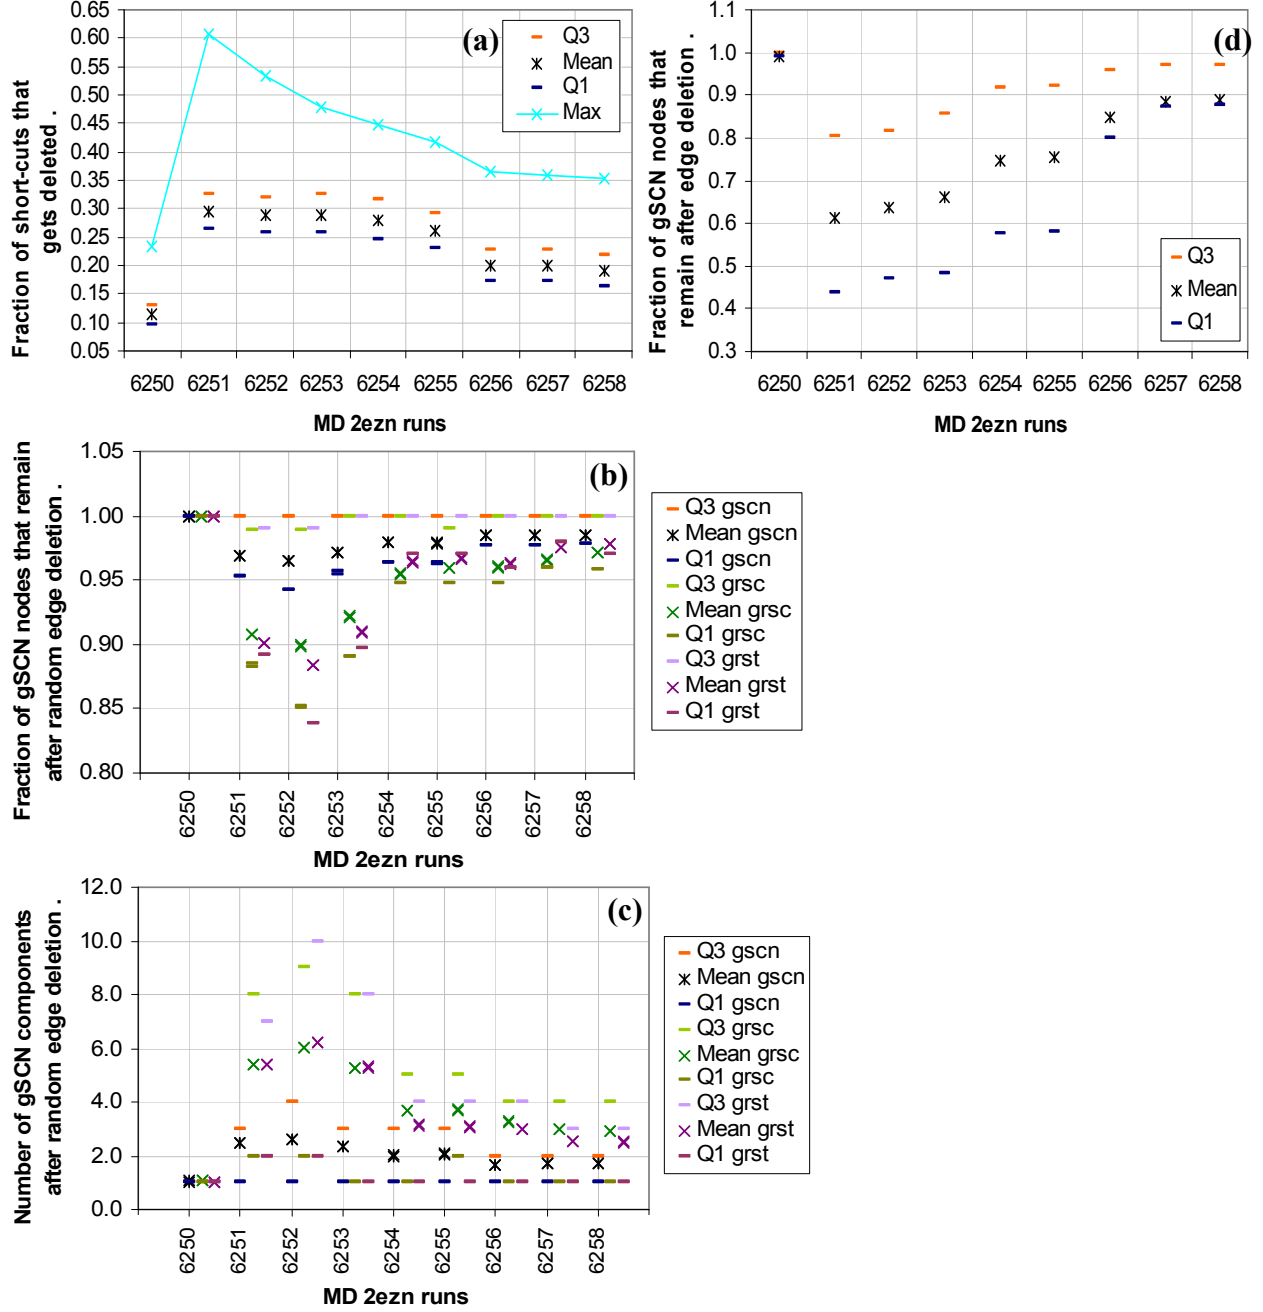 0.65
0.60
0.55
0.50
0.45
0.40
0.35
0.30
0.25
0.20
0.15
0.10
0.05
Fraction of short-cuts that
gets deleted .
(a)
Q3
Mean
Q1
Max
6250 6251 6252 6253 6254 6255 6256 6257 6258
MD 2ezn runs
1.1
1.0
0.9
0.8
0.7
0.6
0.5
0.4
0.3
Fraction of gSCN nodes that
remain after edge deletion .
(d)
Q3
Mean
Q1
6250 6251 6252 6253 6254 6255 6256 6257 6258
MD 2ezn runs
1.05
1.00
0.95
0.90
0.85
0.80
Fraction of gSCN nodes that remain
after random edge deletion .
(b)
Q3 gscn
Mean gscn
Q1 gscn
Q3 grsc
Mean grsc
Q1 grsc
Q3 grst
Mean grst
Q1 grst
6250 6251 6252 6253 6254 6255 6256 6257 6258
MD 2ezn runs
12.0
10.0
8.0
6.0
4.0
2.0
0.0
Number of gSCN components
after random edge deletion .
(c)
Q3 gscn
Mean gscn
Q1 gscn
Q3 grsc
Mean grsc
Q1 grsc
Q3 grst
Mean grst
Q1 grst
6250 6251 6252 6253 6254 6255 6256 6257 6258
MD 2ezn runs